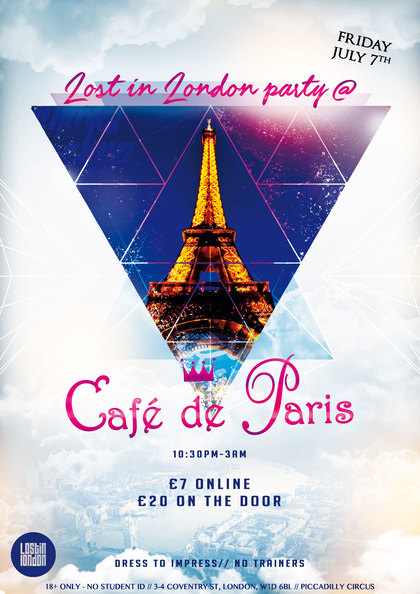 FRIDAY
JULY 7TH
Lost in London party @
Café de Paris
10:30PM-3AM
£7 ONLINE
£20 ON THE DOOR
Lostin
london
DRESS TO IMPRESS// NO TRAINERS
18+ ONLY - NO STUDENT ID // 3-4 COVENTRY ST, LONDON, W1D 6BL // PICCADILLY CIRCUS